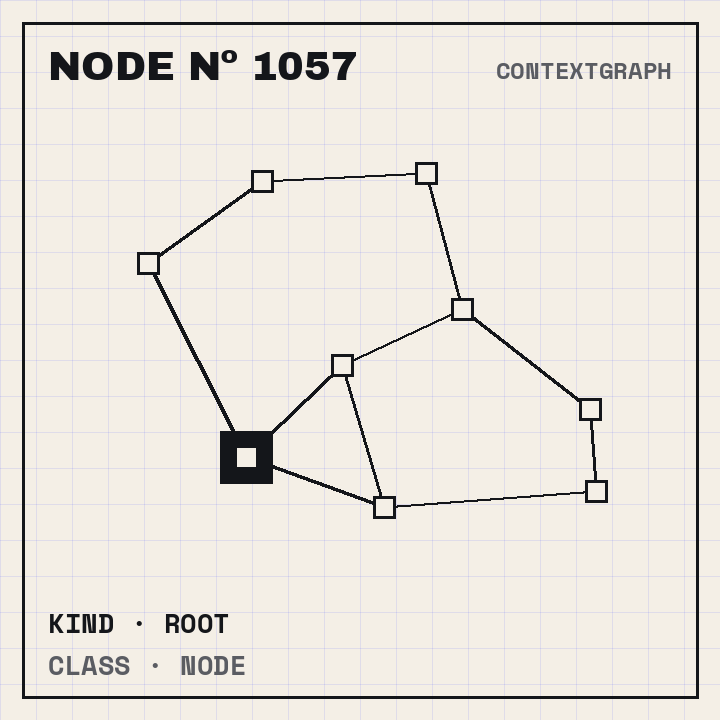 NODE Nº 1057
CONTEXTGRAPH
KIND · ROOT
CLASS · NODE